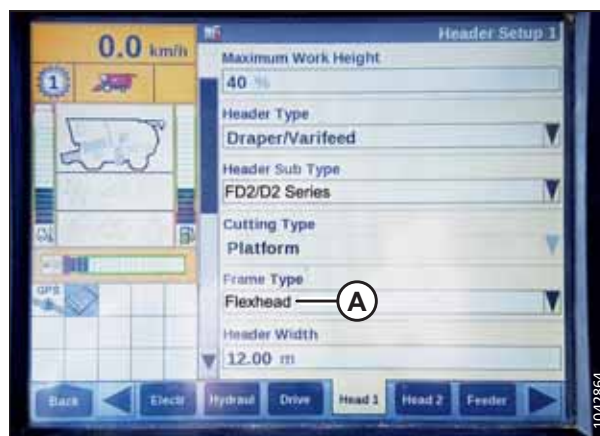 0.0 km/h
Header Setup 1
1
Maximum Work Height
40 %
Header Type
Draper/Varifeed
Header Sub Type
FD2/D2 Series
Cutting Type
Platform
Frame Type
Flexhead
A
GPS
Header Width
12.00 m
Back
Electr
Hydraul
Drive
Head 1
Head 2
Feeder
1042864